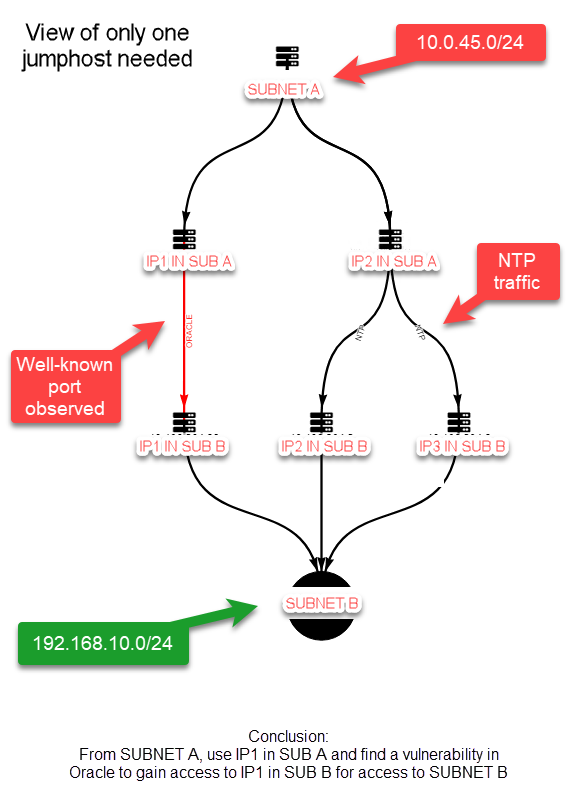 View of only one
jumphost needed
10.0.45.0/24
SUBNET A
IP1 IN SUB A
IP2 IN SUB A
NTP
traffic
ORACLE
NTP
NTP
Well-known
port
observed
IP1 IN SUB B
IP2 IN SUB B
IP3 IN SUB B
SUBNET B
192.168.10.0/24
Conclusion:
From SUBNET A, use IP1 in SUB A and find a vulnerability in
Oracle to gain access to IP1 in SUB B for access to SUBNET B